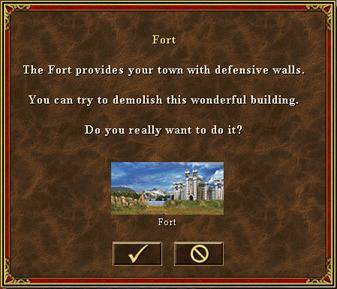 Fort
The Fort provides your town with defensive walls.
You can try to demolish this wonderful building.
Do you really want to do it?
Fort